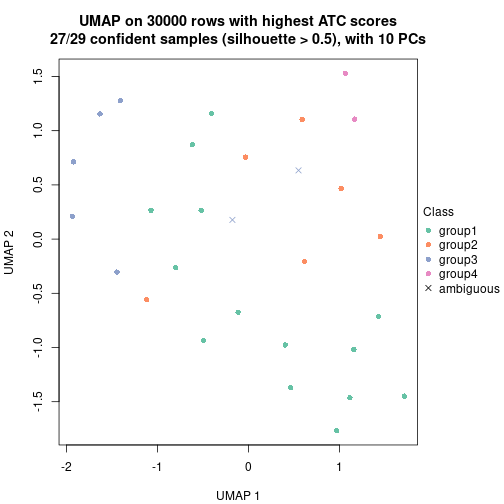 UMAP on 30000 rows with highest ATC scores
27/29 confident samples (silhouette > 0.5), with 10 PCs
1.5
1.0
0.5
0.0
-0.5
-1.0
-1.5
UMAP 2
-2
-1
0
1
UMAP 1
Class
group1
group2
group3
group4
ambiguous